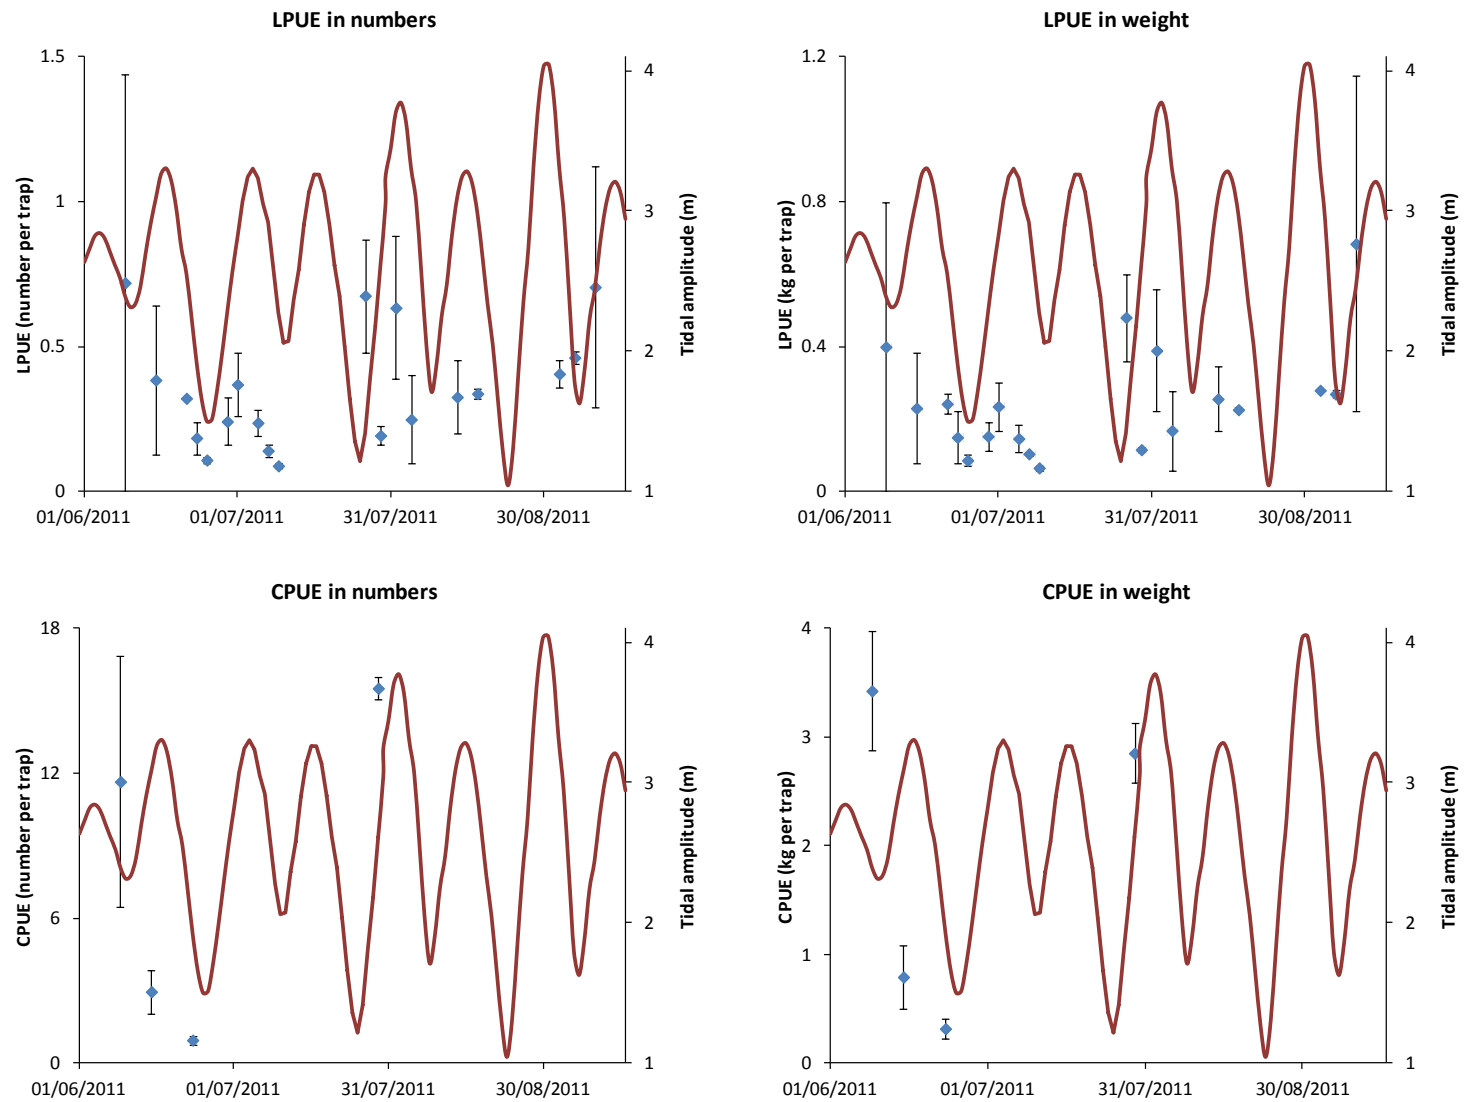 LPUE in numbers
1.5
1
0.5
0
LPUE (number per trap)
4
3
2
1
Tidal amplitude (m)
01/06/2011 01/07/2011 31/07/2011 30/08/2011
LPUE in weight
1.2
0.8
0.4
0
LPUE (kg per trap)
4
3
2
1
Tidal amplitude (m)
01/06/2011 01/07/2011 31/07/2011 30/08/2011
CPUE in numbers
18
12
6
0
CPUE (number per trap)
4
3
2
1
Tidal amplitude (m)
01/06/2011 01/07/2011 31/07/2011 30/08/2011
CPUE in weight
4
3
2
1
0
CPUE (kg per trap)
4
3
2
1
Tidal amplitude (m)
01/06/2011 01/07/2011 31/07/2011 30/08/2011